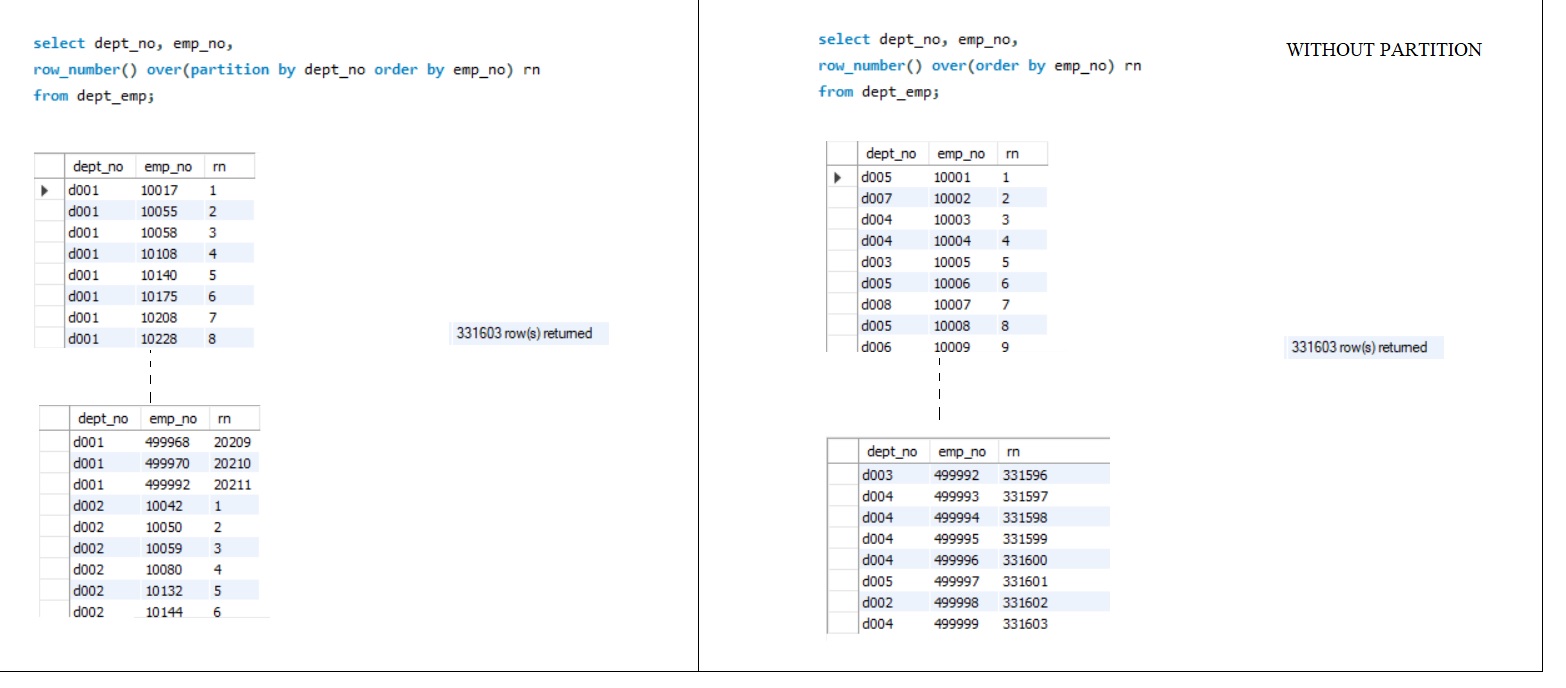 select dept_no, emp_no,
row_number() over(partition by dept_no order by emp_no) rn
from dept_emp;
dept_no emp_no rn
d001 10017 1
d001 10055 2
d001 10058 3
d001 10108 4
d001 10140 5
d001 10175 6
d001 10208 7
d001 10228 8
331603 row(s) returned
dept_no emp_no rn
d001 499968 20209
d001 499970 20210
d001 499992 20211
d002 10042 1
d002 10050 2
d002 10059 3
d002 10080 4
d002 10132 5
d002 10144 6
select dept_no, emp_no,
row_number() over(order by emp_no) rn
from dept_emp;
WITHOUT PARTITION
dept_no emp_no rn
d005 10001 1
d007 10002 2
d004 10003 3
d004 10004 4
d003 10005 5
d005 10006 6
d008 10007 7
d005 10008 8
d006 10009 9
331603 row(s) returned
dept_no emp_no rn
d003 499992 331596
d004 499993 331597
d004 499994 331598
d004 499995 331599
d004 499996 331600
d005 499997 331601
d002 499998 331602
d004 499999 331603